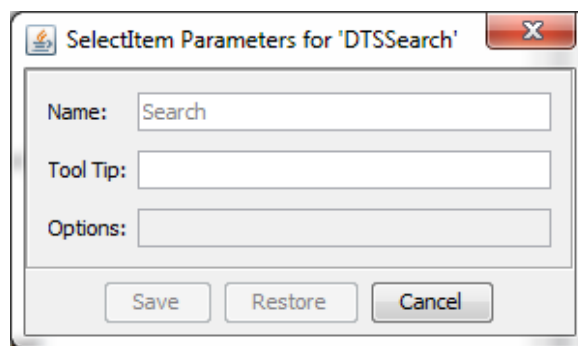 SelectItem Parameters for 'DTSSearch'
Name: Search
Tool Tip:
Options:
Save Restore Cancel